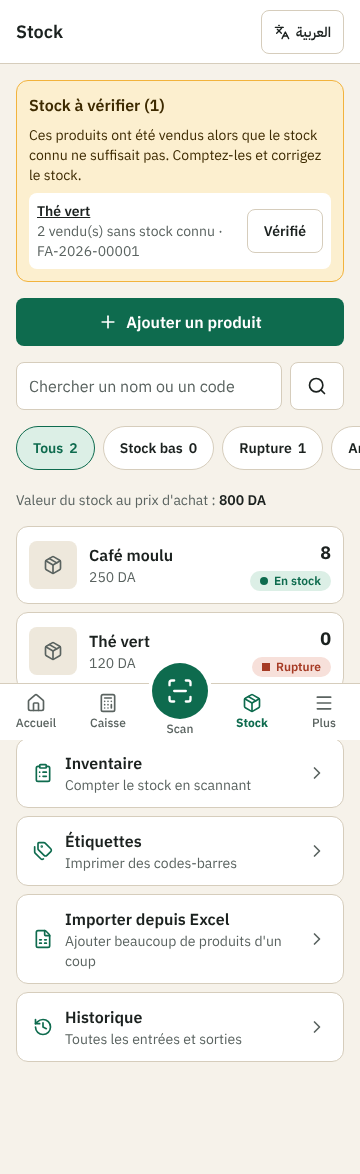 Stock
العربية
Stock à vérifier (1)
Ces produits ont été vendus alors que le stock
connu ne suffisait pas. Comptez-les et corrigez
le stock.
Thé vert
2 vendu(s) sans stock connu ·
FA-2026-00001
Vérifié
Ajouter un produit
Chercher un nom ou un code
Tous 2
Stock bas 0
Rupture 1
Valeur du stock au prix d'achat : 800 DA
Café moulu
250 DA
8
En stock
Thé vert
120 DA
0
Rupture
Accueil
Caisse
Scan
Stock
Plus
Inventaire
Compter le stock en scannant
Étiquettes
Imprimer des codes-barres
Importer depuis Excel
Ajouter beaucoup de produits d'un
coup
Historique
Toutes les entrées et sorties